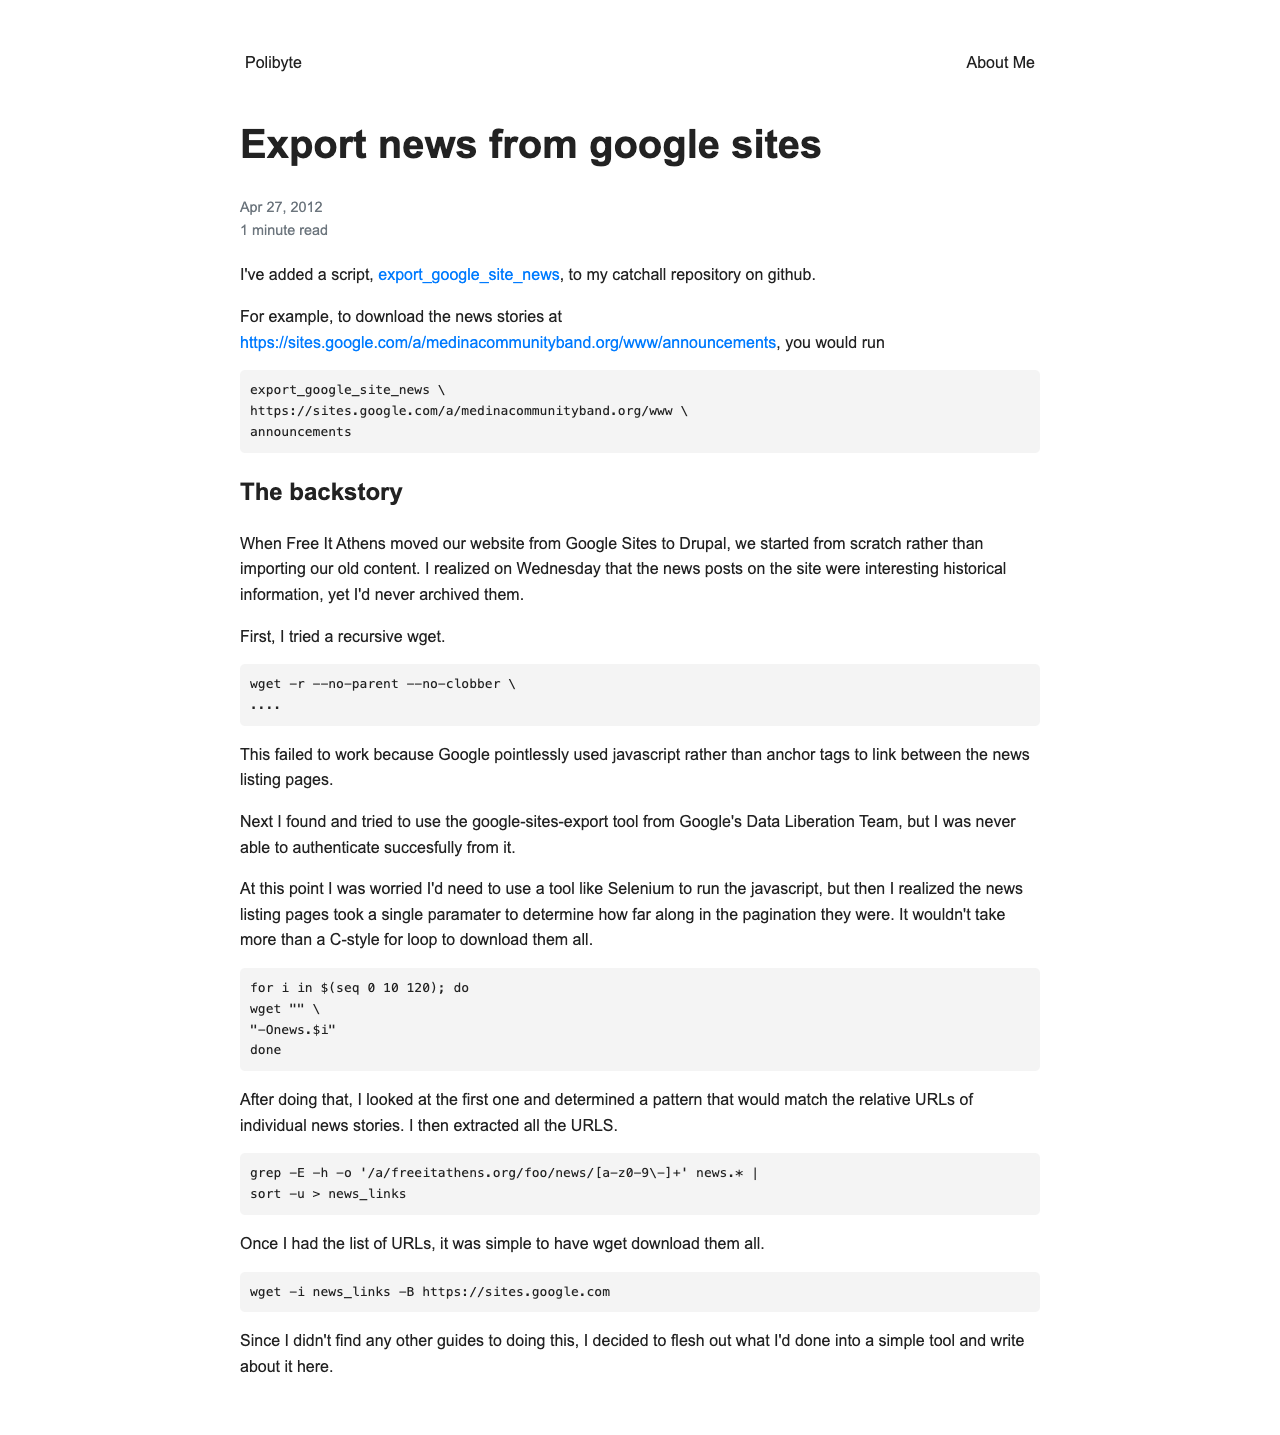 Polibyte
About Me
Export news from google sites
Apr 27, 2012
1 minute read
I've added a script, export_google_site_news, to my catchall repository on github.
For example, to download the news stories at
https://sites.google.com/a/medinacommunityband.org/www/announcements, you would run
export_google_site_news \
https://sites.google.com/a/medinacommunityband.org/www \
announcements
The backstory
When Free It Athens moved our website from Google Sites to Drupal, we started from scratch rather than
importing our old content. I realized on Wednesday that the news posts on the site were interesting historical
information, yet I'd never archived them.
First, I tried a recursive wget.
wget -r --no-parent --no-clobber \
....
This failed to work because Google pointlessly used javascript rather than anchor tags to link between the news
listing pages.
Next I found and tried to use the google-sites-export tool from Google's Data Liberation Team, but I was never
able to authenticate succesfully from it.
At this point I was worried I'd need to use a tool like Selenium to run the javascript, but then I realized the news
listing pages took a single paramater to determine how far along in the pagination they were. It wouldn't take
more than a C-style for loop to download them all.
for i in $(seq 0 10 120); do
wget "" \
"-Onews.$i"
done
After doing that, I looked at the first one and determined a pattern that would match the relative URLs of
individual news stories. I then extracted all the URLS.
grep -E -h -o '/a/freeitathens.org/foo/news/[a-z0-9\-]+' news.* |
sort -u > news_links
Once I had the list of URLs, it was simple to have wget download them all.
wget -i news_links -B https://sites.google.com
Since I didn't find any other guides to doing this, I decided to flesh out what I'd done into a simple tool and write
about it here.